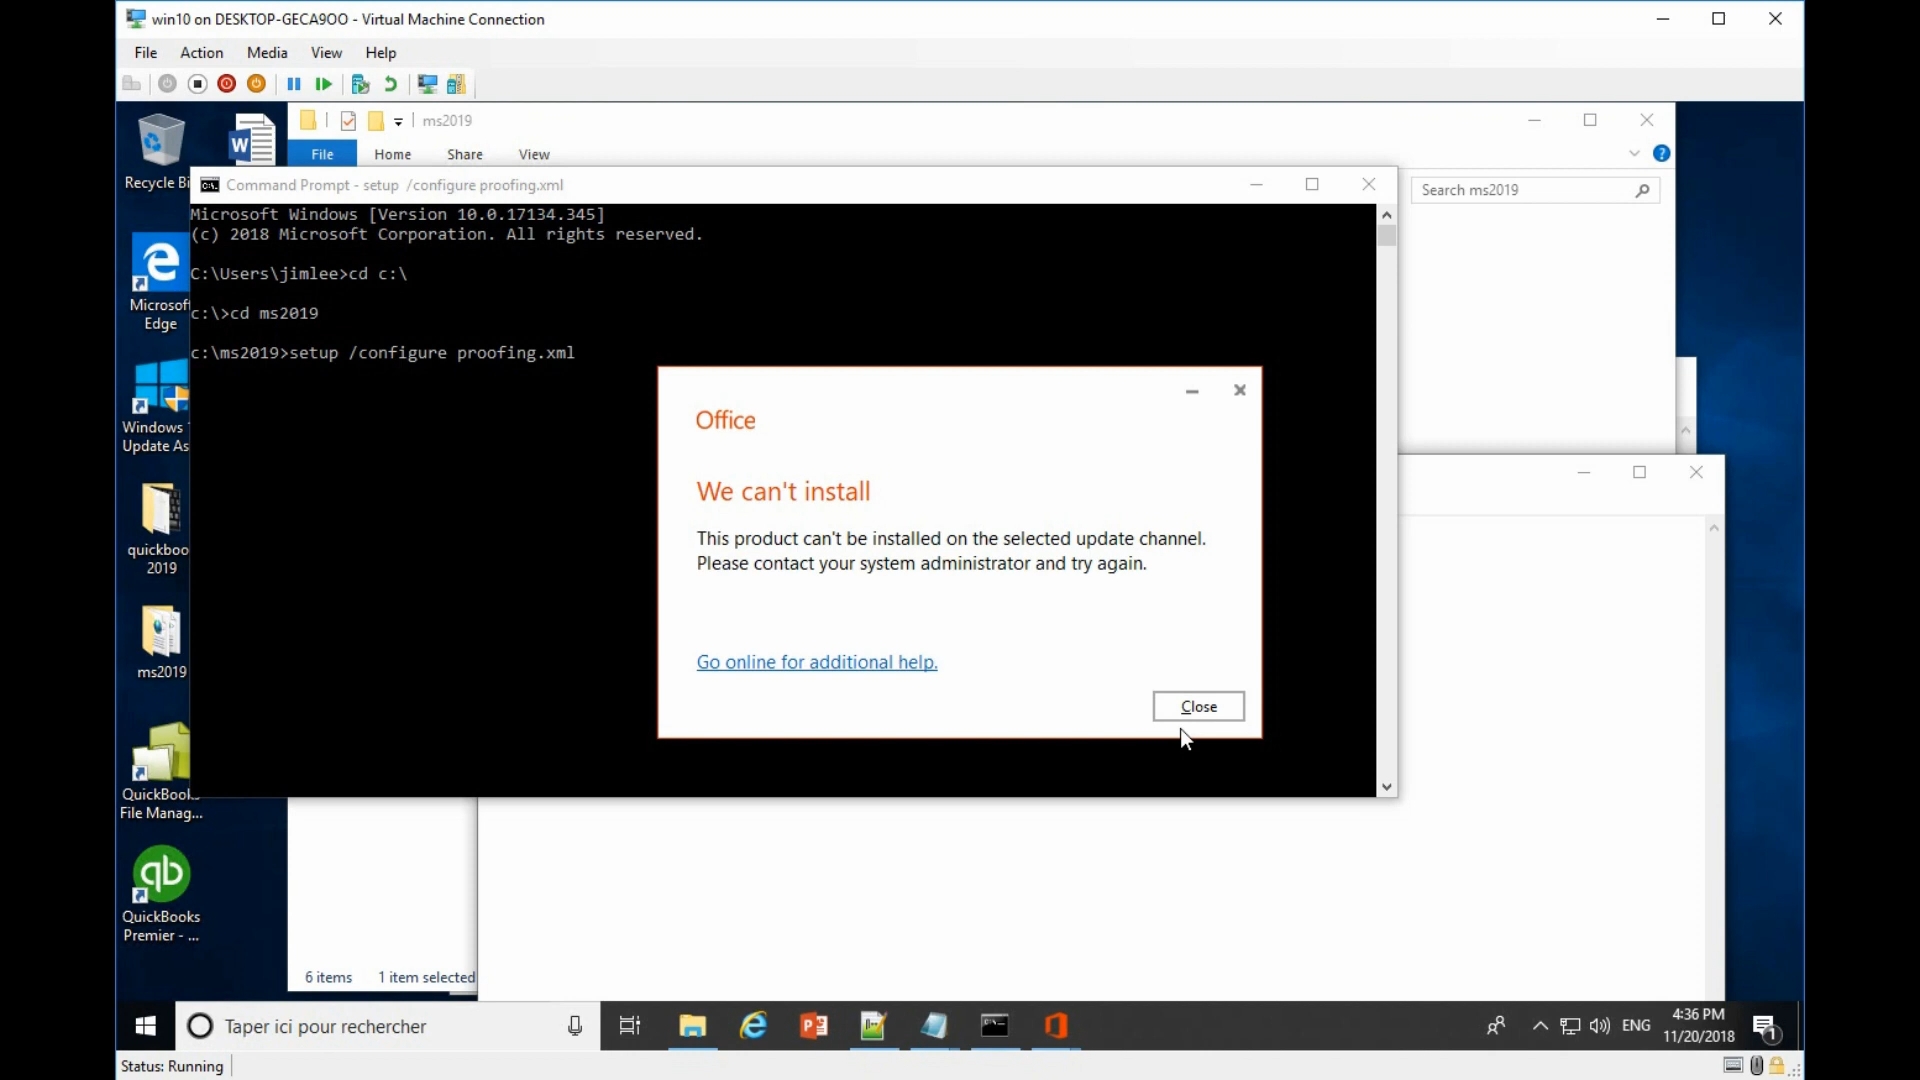 win10 on DESKTOP-GECA9OO - Virtual Machine Connection
File Action Media View Help
ms2019
File Home Share View
Recycle Bi
Command Prompt - setup /configure proofing.xml
Search ms2019
Microsoft Windows [Version 10.0.17134.345]
(c) 2018 Microsoft Corporation. All rights reserved.
C:\Users\jimlee>cd c:\
c:\>cd ms2019
c:\ms2019>setup /configure proofing.xml
Microsoft
Edge
Windows
Update As
quickboo
2019
ms2019
QuickBook
File Manag...
QuickBooks
Premier - ...
Office
We can't install
This product can't be installed on the selected update channel.
Please contact your system administrator and try again.
Go online for additional help.
Close
6 items 1 item selected
Taper ici pour rechercher
ENG
4:36 PM
11/20/2018
1
Status: Running